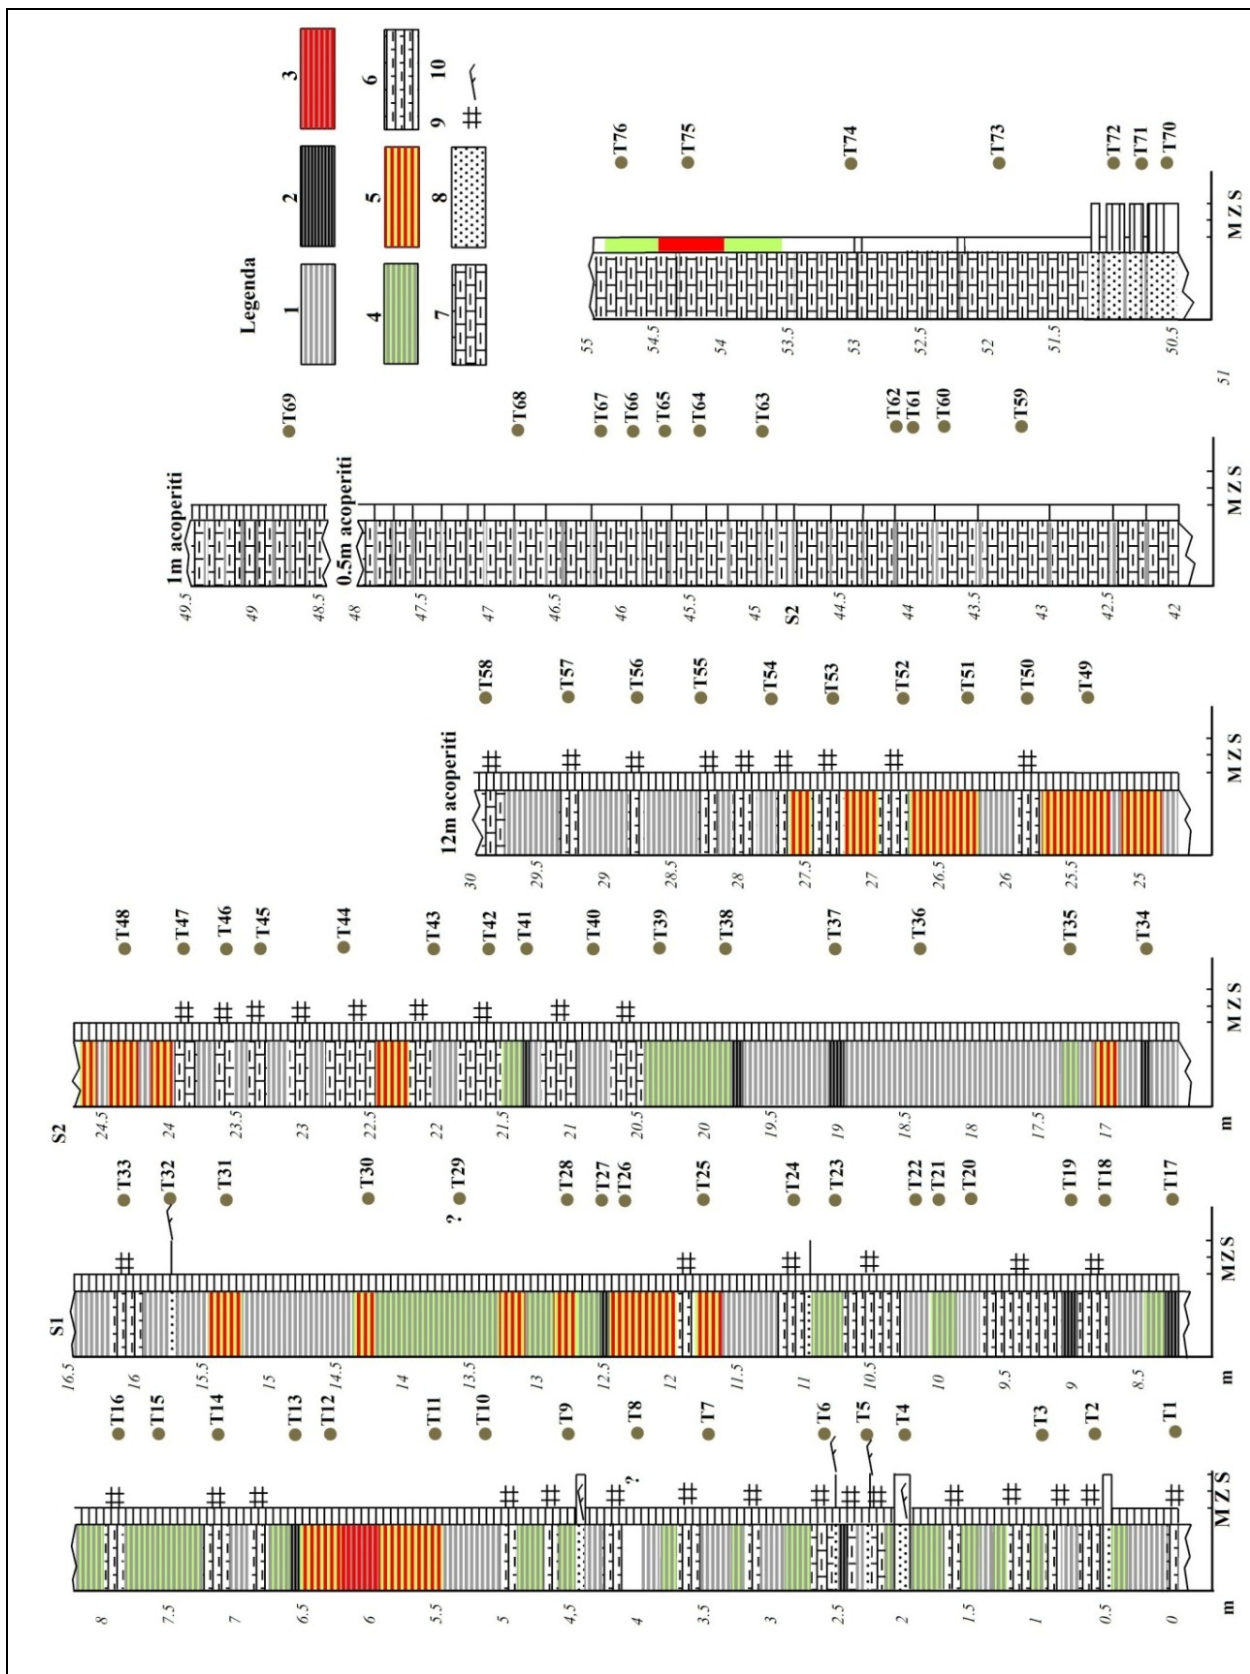 8
7.5
7
6.5
6
5.5
5
4,5
4
3.5
3
2.5
2
1.5
1
0.5
0
m
T16
T15
T14
T13
T12
T11
T10
T9
T8
?
T7
T6
T5
T4
T3
T2
T1
M Z S
S1
16.5
16
15.5
15
14.5
14
13.5
13
12.5
12
11.5
11
10.5
10
9.5
9
8.5
m
T33
T32
T31
T30
T29
?
T28
T27
T26
T25
T24
T23
T22
T21
T20
T19
T18
T17
M Z S
S2
24.5
24
23.5
23
22.5
22
21.5
21
20.5
20
19.5
19
18.5
18
17.5
17
m
T48
T47
T46
T45
T44
T43
T42
T41
T40
T39
T38
T37
T36
T35
T34
M Z S
12m acoperiti
30
29.5
29
28.5
28
27.5
27
26.5
26
25.5
25
T58
T57
T56
T55
T54
T53
T52
T51
T50
T49
M Z S
1m acoperiti
49.5
49
48.5
0.5m acoperiti
48
47.5
47
46.5
46
45.5
45
S2
44.5
44
43.5
43
42.5
42
T69
T68
T67
T66
T65
T64
T63
T62
T61
T60
T59
M Z S
55
54.5
54
53.5
53
52.5
52
51.5
51
50.5
T76
T75
T74
T73
T72
T71
T70
M Z S
Legenda
1 2 3
4 5 6
7 8 9 10